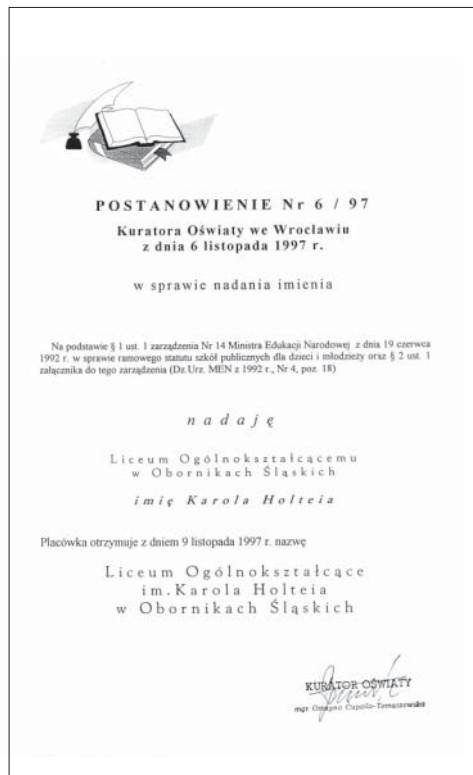 POSTANOWIENIE Nr 6 / 97
Kuratora Oświaty we Wrocławiu
z dnia 6 listopada 1997 r.
w sprawie nadania imienia
Na podstawie § 1 ust. 1 zarządzenia Nr 14 Ministra Edukacji Narodowej z dnia 19 czerwca
1992 r. w sprawie ramowego statutu szkół publicznych dla dzieci i młodzieży oraz § 2 ust. 1
załącznika do tego zarządzenia (Dz.Urz. MEN z 1992 r., Nr 4, poz. 18)
nadaję
Liceum Ogólnokształcącemu
w Obornikach Śląskich
imię Karola Holteia
Placówka otrzymuje z dniem 9 listopada 1997 r. nazwę
Liceum Ogólnokształcące
im.Karola Holteia
w Obornikach Śląskich
KURATOR OŚWIATY
mgr